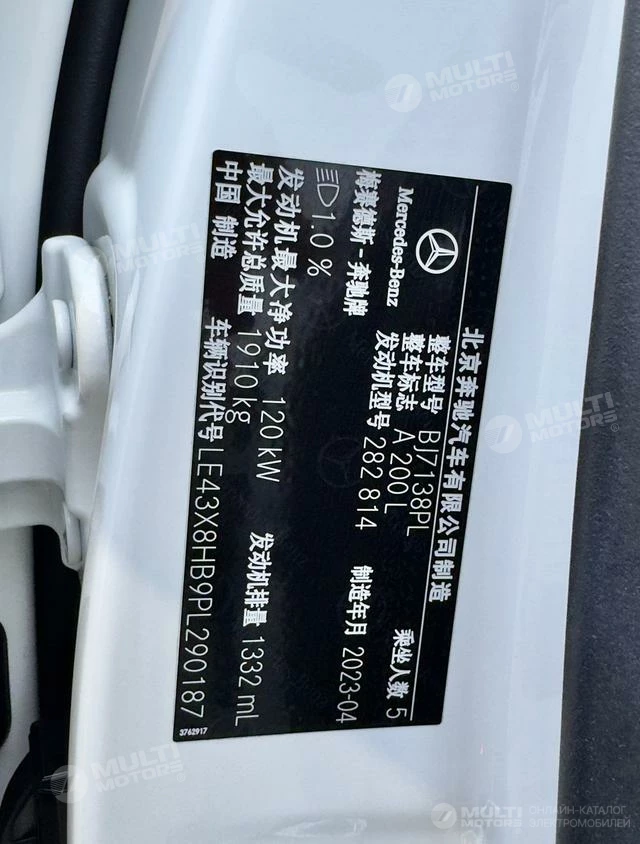 北京奔驰汽车有限公司制造
Mercedes-Benz
整车型号 BJ7138PL
整车标志 A 200 L
乘坐人数 5
梅赛德斯-奔驰牌
发动机型号 282 814
制造年月 2023-04
1.0 %
发动机最大净功率 120 kW
发动机排量 1332 mL
最大允许总质量 1910 kg
中国 制造
车辆识别代号 LE43X8HB9PL290187
3762917
MULTI
MOTORS
MULTI
MOTORS
MULTI
MOTORS
MULTI
MOTORS
MULTI
MOTORS
ОНЛАЙН-КАТАЛОГ
ЭЛЕКТРОМОБИЛЕЙ